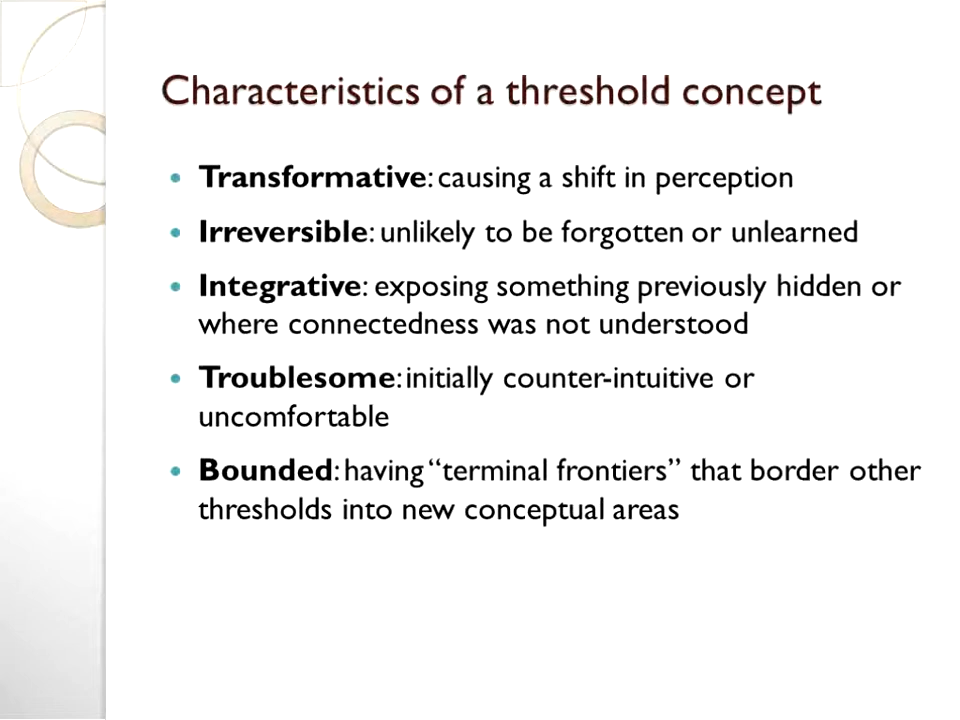 Characteristics of a threshold concept
Transformative: causing a shift in perception
Irreversible: unlikely to be forgotten or unlearned
Integrative: exposing something previously hidden or
where connectedness was not understood
Troublesome: initially counter-intuitive or
uncomfortable
Bounded: having “terminal frontiers” that border other
thresholds into new conceptual areas